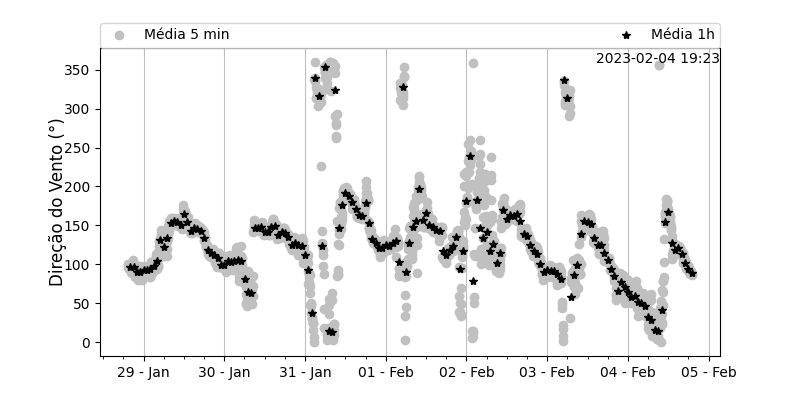 Média 5 min
Média 1h
2023-02-04 19:23
Direção do Vento (°)
350
300
250
200
150
100
50
0
29 - Jan
30 - Jan
31 - Jan
01 - Feb
02 - Feb
03 - Feb
04 - Feb
05 - Feb